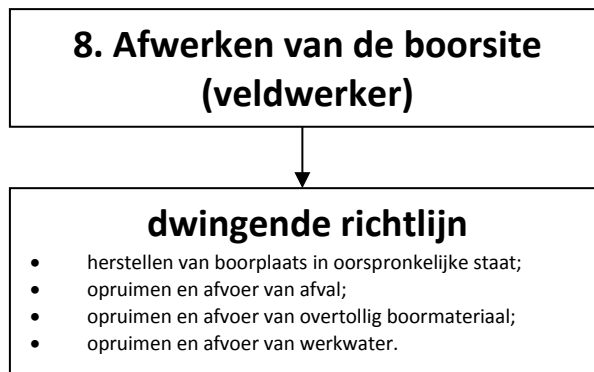 8. Afwerken van de boorsite
(veldwerker)
dwingende richtlijn
• herstellen van boorplaats in oorspronkelijke staat;
• opruimen en afvoer van afval;
• opruimen en afvoer van overtollig boormateriaal;
• opruimen en afvoer van werkwater.